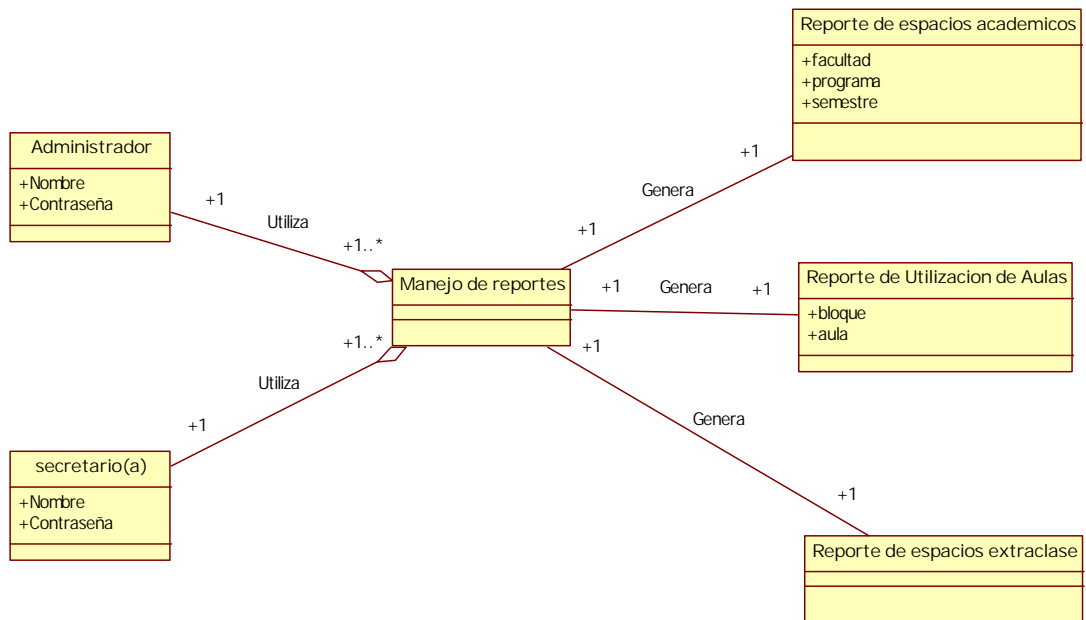 Reporte de espacios academicos
+facultad
+programa
+semestre
Administrador
+Nombre
+Contraseña
+1
Utiliza
+1..*
+1
Genera
+1
Manejo de reportes
+1
Genera
+1
Reporte de Utilizacion de Aulas
+bloque
+aula
+1..*
Utiliza
+1
+1
Genera
+1
secretario(a)
+Nombre
+Contraseña
Reporte de espacios extraclase